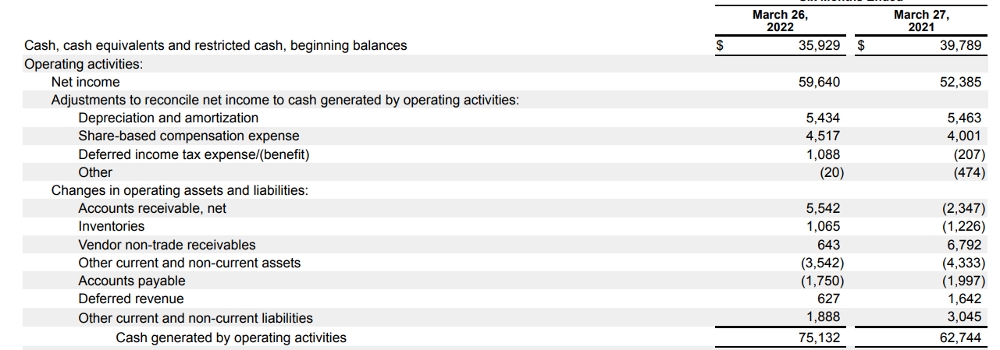 Six Months Ended
March 26, 2022 March 27, 2021
Cash, cash equivalents and restricted cash, beginning balances $ 35,929 $ 39,789
Operating activities:
Net income 59,640 52,385
Adjustments to reconcile net income to cash generated by operating activities:
Depreciation and amortization 5,434 5,463
Share-based compensation expense 4,517 4,001
Deferred income tax expense/(benefit) 1,088 (207)
Other (20) (474)
Changes in operating assets and liabilities:
Accounts receivable, net 5,542 (2,347)
Inventories 1,065 (1,226)
Vendor non-trade receivables 643 6,792
Other current and non-current assets (3,542) (4,333)
Accounts payable (1,750) (1,997)
Deferred revenue 627 1,642
Other current and non-current liabilities 1,888 3,045
Cash generated by operating activities 75,132 62,744